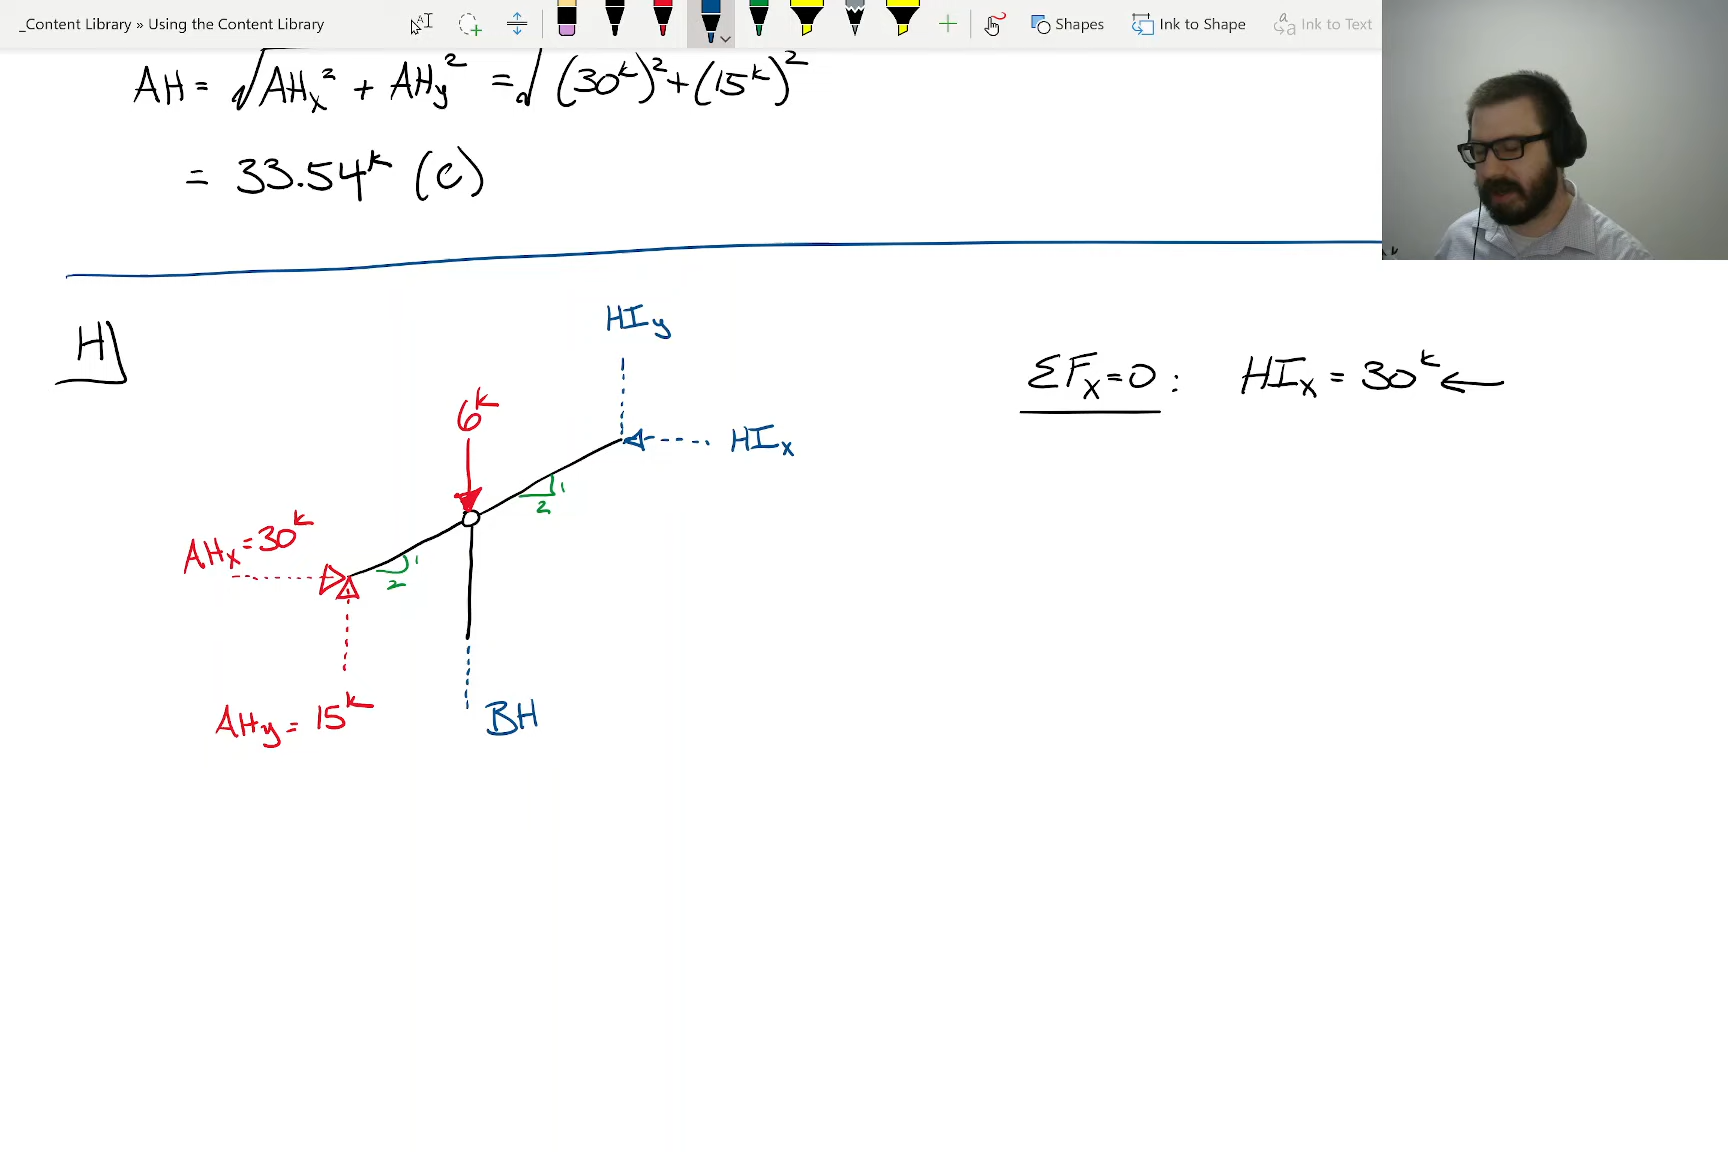 _Content Library » Using the Content Library
Shapes
Ink to Shape
Ink to Text
AH = √AHx² + AHy² = √(30ᵏ)² + (15ᵏ)²
= 33.54ᵏ (C)
H
HIy
ΣFx = 0 : HIx = 30ᵏ ←
6ᵏ
HIx
1
2
AHx = 30ᵏ
1
2
AHy = 15ᵏ
BH